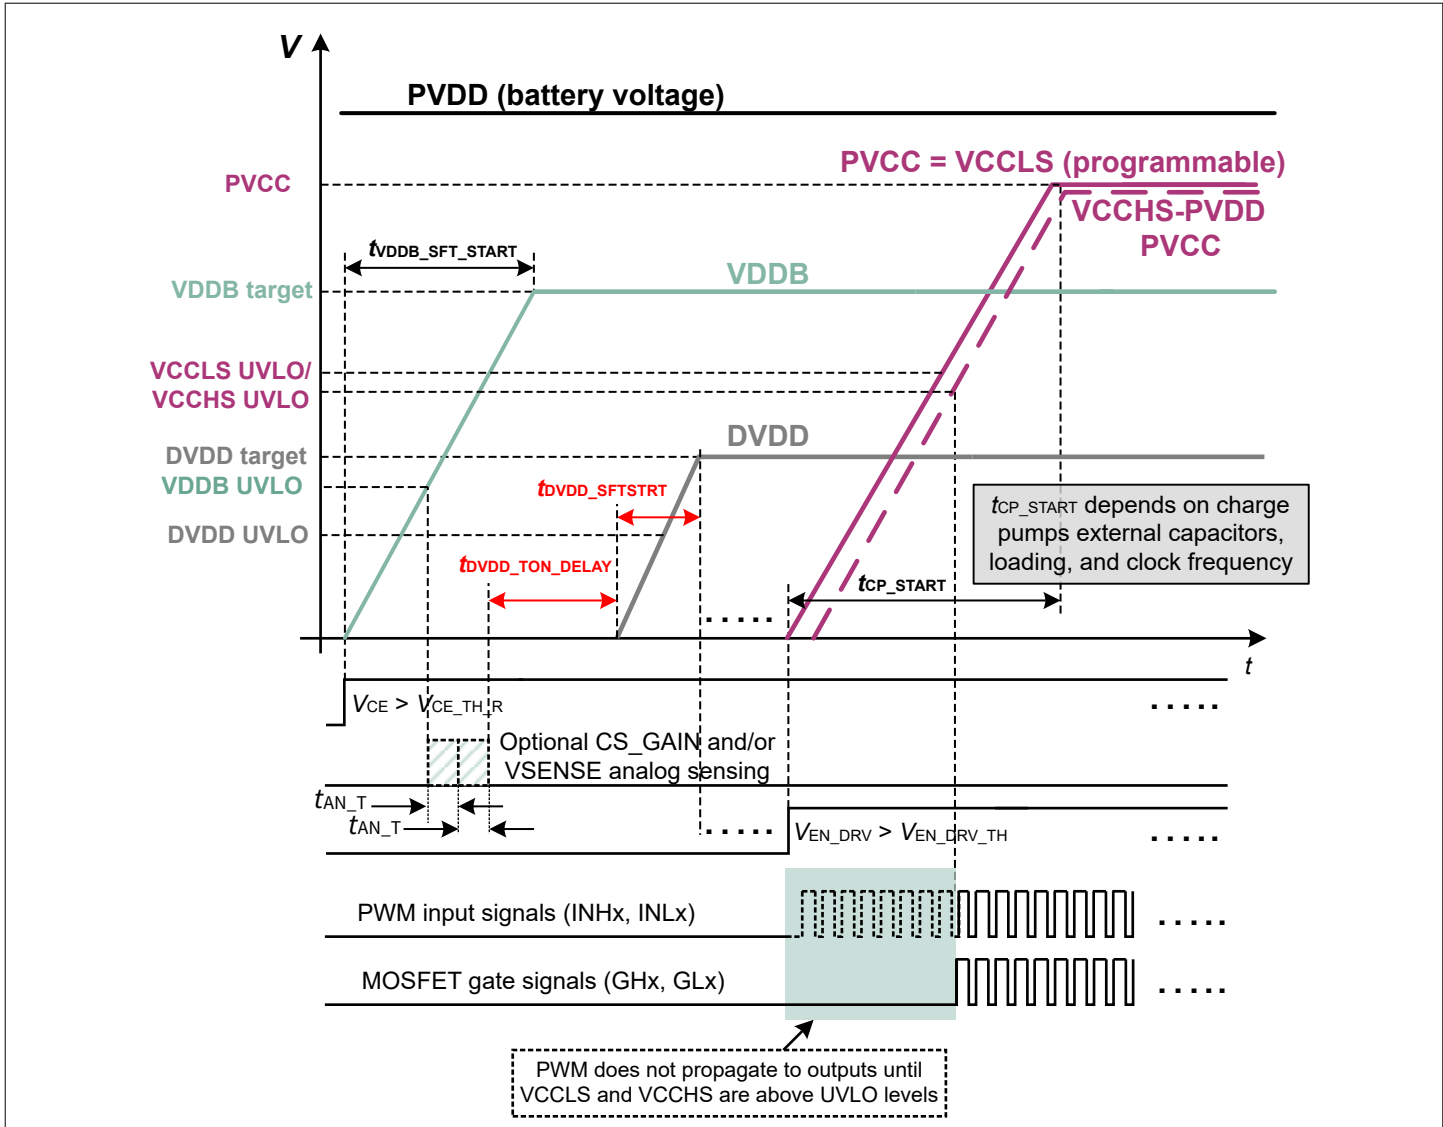 V
PVDD (battery voltage)
PVCC = VCCLS (programmable)
PVCC
VCCHS-PVDD
PVCC
tVDDB_SFT_START
VDDB target
VDDB
VCCLS UVLO/
VCCHS UVLO
DVDD target
DVDD
VDDB UVLO
tDVDD_SFTSTRT
tCP_START depends on charge
pumps external capacitors,
loading, and clock frequency
DVDD UVLO
tDVDD_TON_DELAY
tCP_START
.....
t
VCE > VCE_TH_R
.....
Optional CS_GAIN and/or
VSENSE analog sensing
tAN_T
tAN_T
.....
VEN_DRV > VEN_DRV_TH
.....
PWM input signals (INHx, INLx)
.....
MOSFET gate signals (GHx, GLx)
.....
PWM does not propagate to outputs until
VCCLS and VCCHS are above UVLO levels